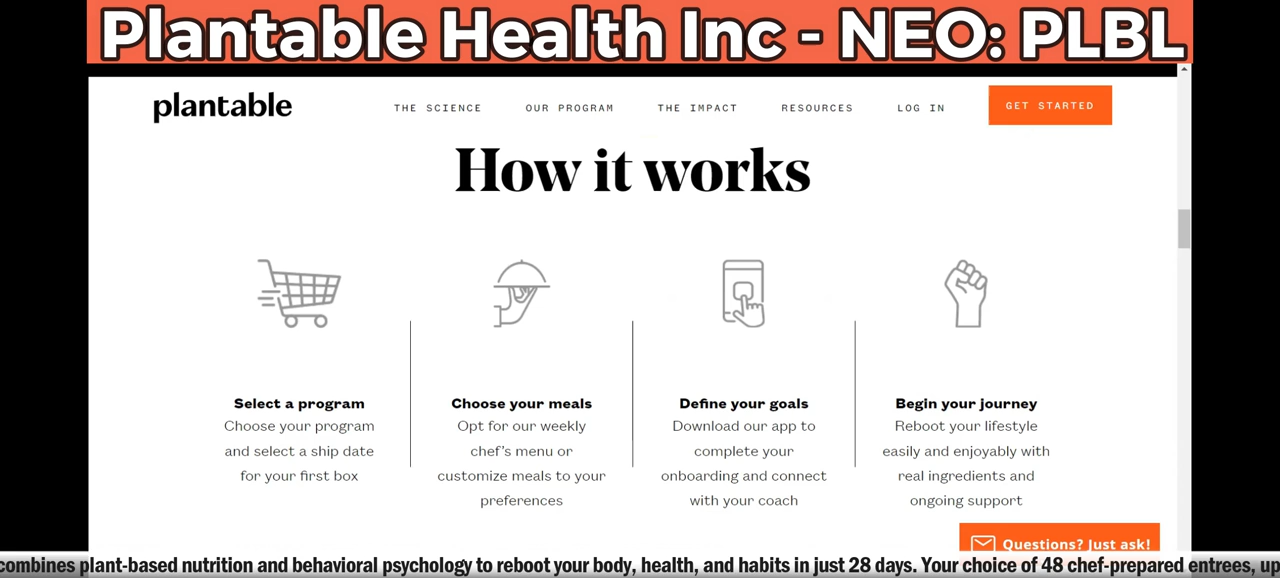 Plantable Health Inc - NEO: PLBL
plantable
THE SCIENCE
OUR PROGRAM
THE IMPACT
RESOURCES
LOG IN
GET STARTED
How it works
Select a program
Choose your program
and select a ship date
for your first box
Choose your meals
Opt for our weekly
chef's menu or
customize meals to your
preferences
Define your goals
Download our app to
complete your
onboarding and connect
with your coach
Begin your journey
Reboot your lifestyle
easily and enjoyably with
real ingredients and
ongoing support
Questions? Just ask!
combines plant-based nutrition and behavioral psychology to reboot your body, health, and habits in just 28 days. Your choice of 48 chef-prepared entrees, up